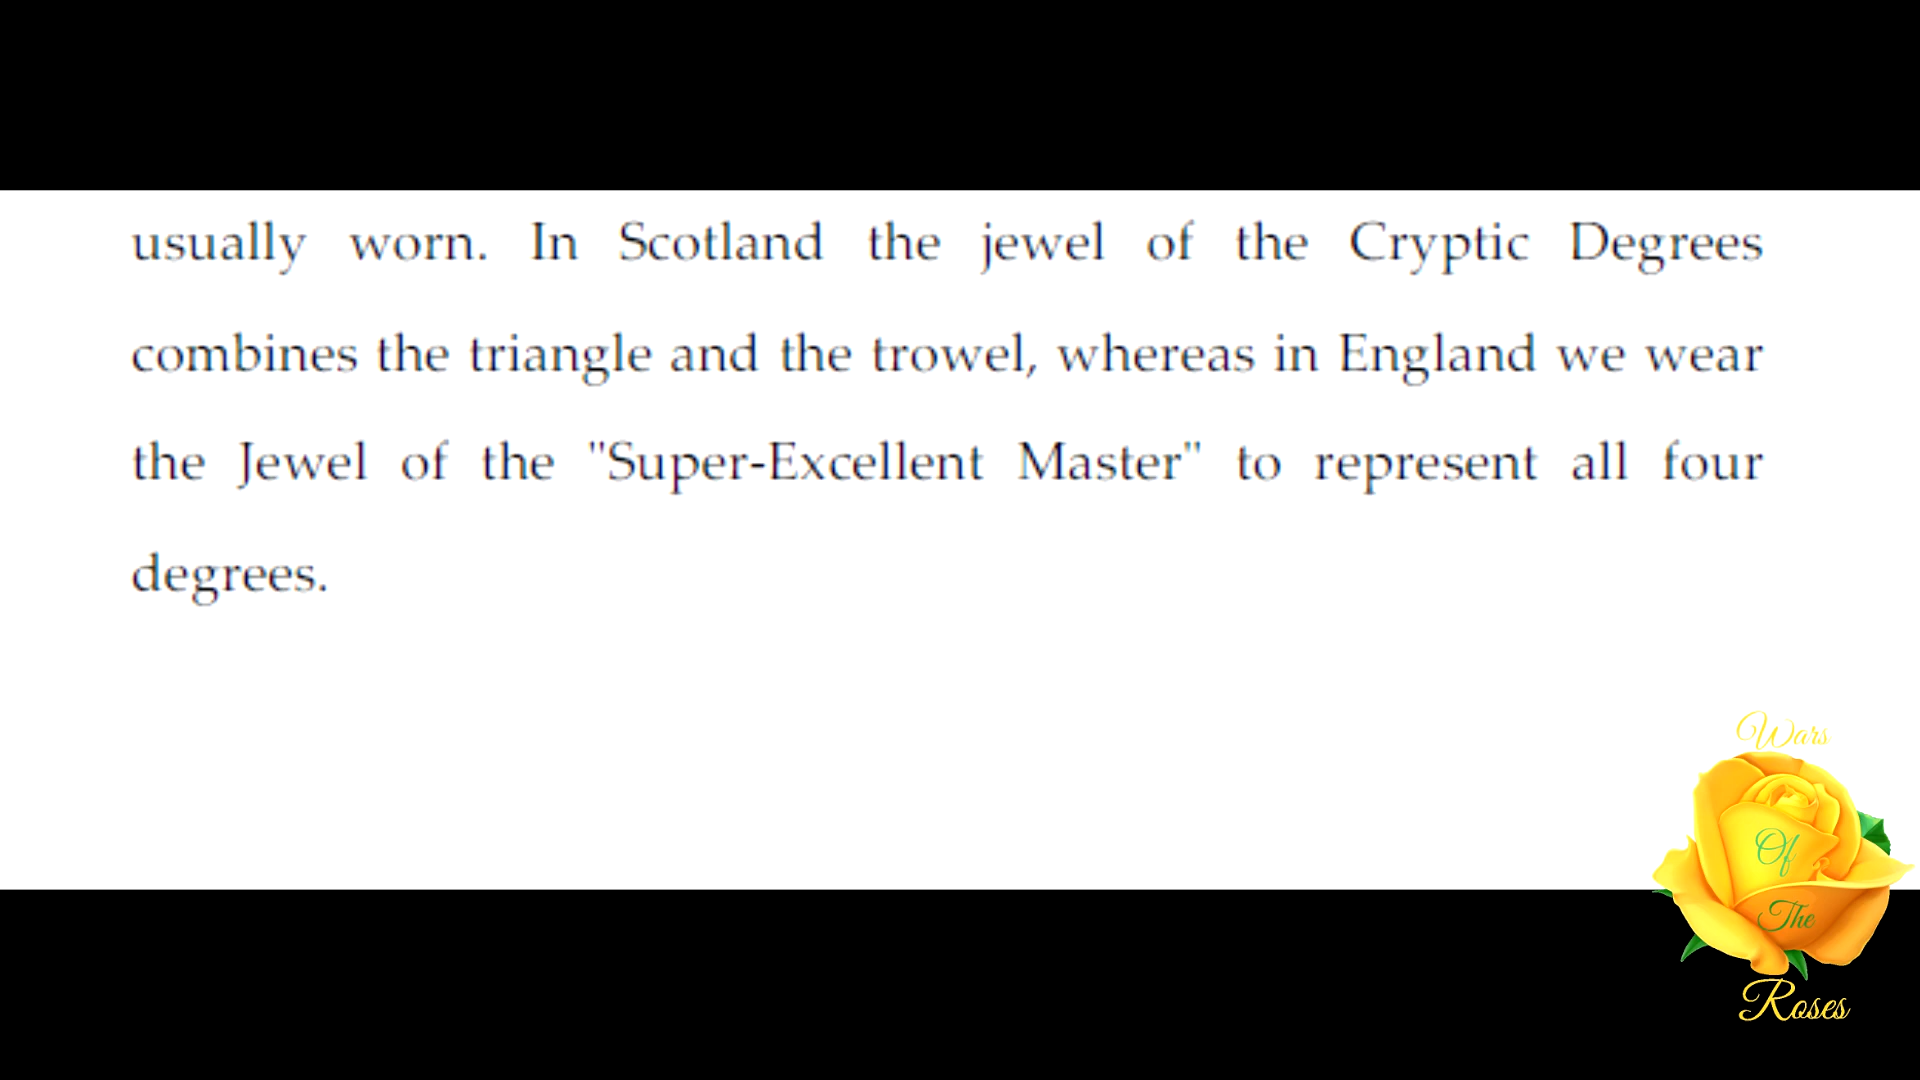 usually worn. In Scotland the jewel of the Cryptic Degrees
combines the triangle and the trowel, whereas in England we wear
the Jewel of the "Super-Excellent Master" to represent all four
degrees.
Wars
Of
The
Roses